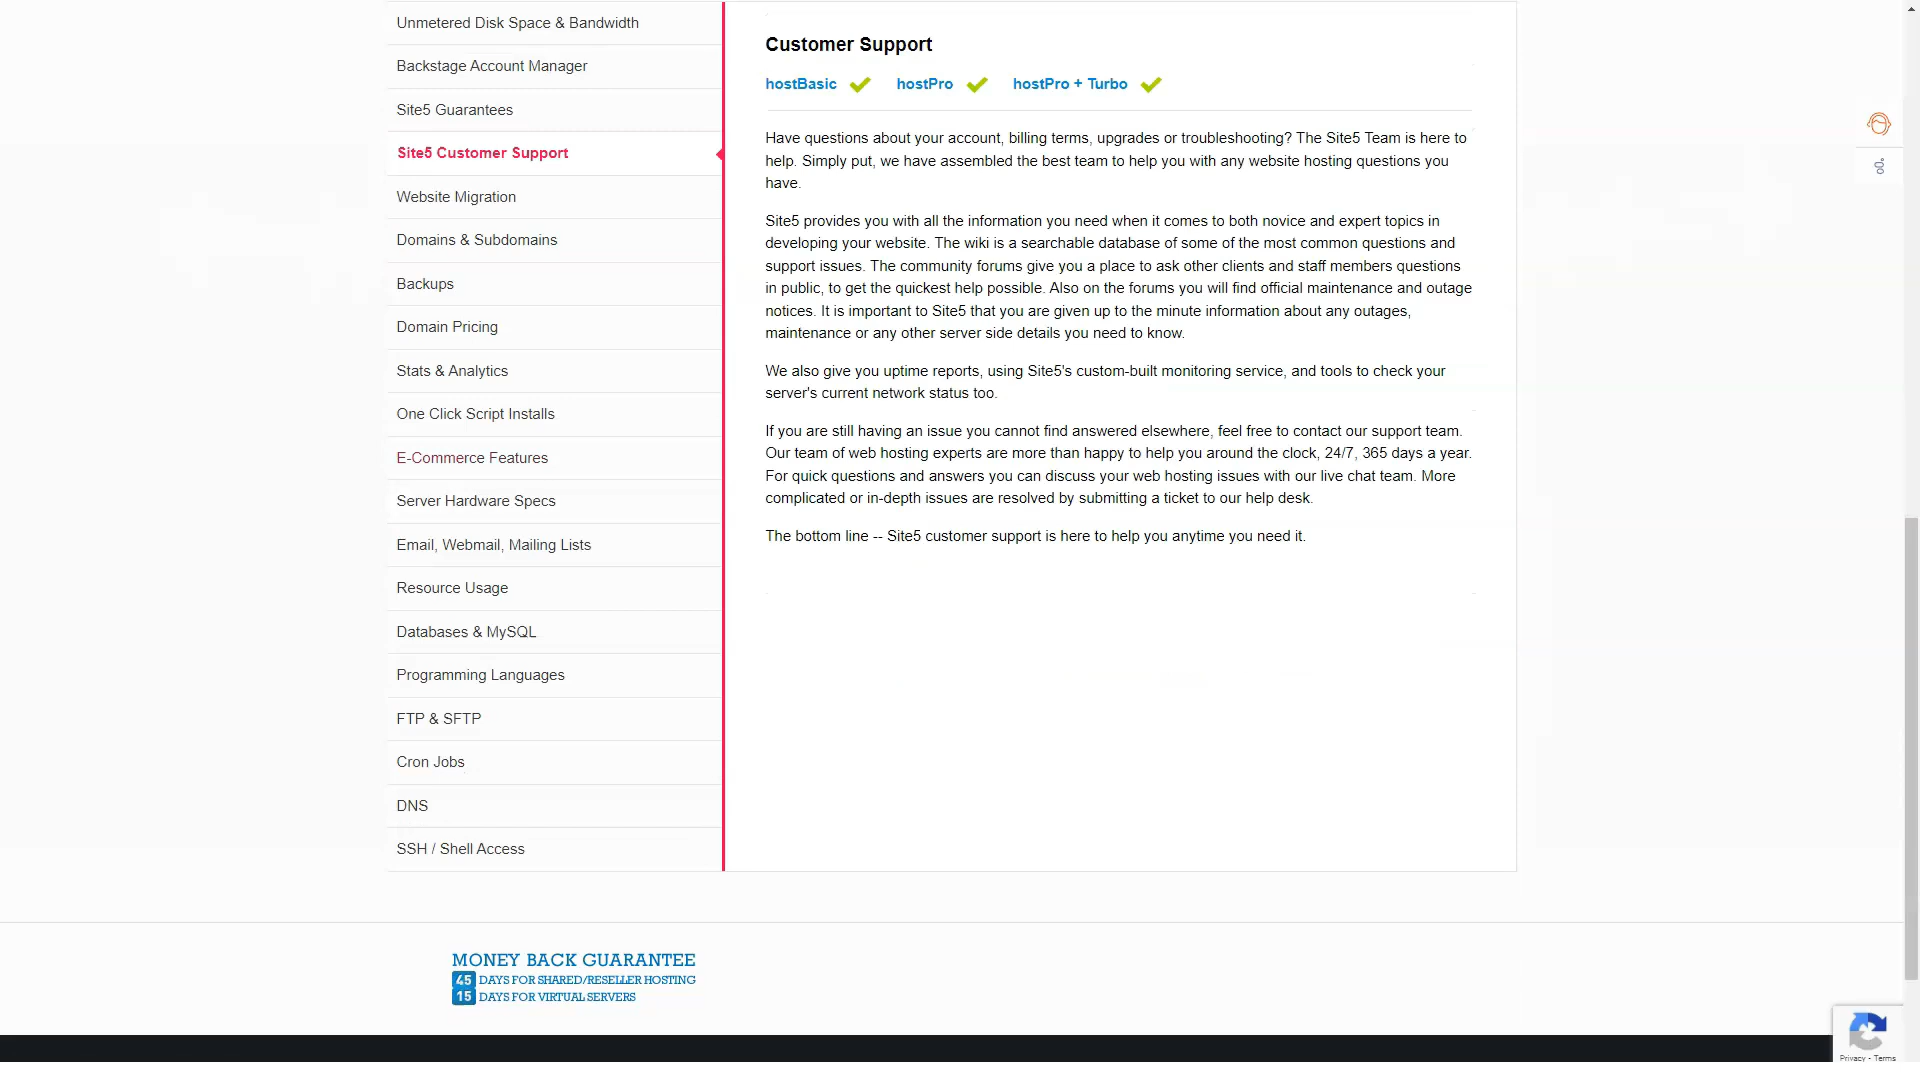 Unmetered Disk Space & Bandwidth
Backstage Account Manager
Site5 Guarantees
Site5 Customer Support
Website Migration
Domains & Subdomains
Backups
Domain Pricing
Stats & Analytics
One Click Script Installs
E-Commerce Features
Server Hardware Specs
Email, Webmail, Mailing Lists
Resource Usage
Databases & MySQL
Programming Languages
FTP & SFTP
Cron Jobs
DNS
SSH / Shell Access
Customer Support
hostBasic hostPro hostPro + Turbo
Have questions about your account, billing terms, upgrades or troubleshooting? The Site5 Team is here to
help. Simply put, we have assembled the best team to help you with any website hosting questions you
have.
Site5 provides you with all the information you need when it comes to both novice and expert topics in
developing your website. The wiki is a searchable database of some of the most common questions and
support issues. The community forums give you a place to ask other clients and staff members questions
in public, to get the quickest help possible. Also on the forums you will find official maintenance and outage
notices. It is important to Site5 that you are given up to the minute information about any outages,
maintenance or any other server side details you need to know.
We also give you uptime reports, using Site5's custom-built monitoring service, and tools to check your
server's current network status too.
If you are still having an issue you cannot find answered elsewhere, feel free to contact our support team.
Our team of web hosting experts are more than happy to help you around the clock, 24/7, 365 days a year.
For quick questions and answers you can discuss your web hosting issues with our live chat team. More
complicated or in-depth issues are resolved by submitting a ticket to our help desk.
The bottom line -- Site5 customer support is here to help you anytime you need it.
MONEY BACK GUARANTEE
45 DAYS FOR SHARED/RESELLER HOSTING
15 DAYS FOR VIRTUAL SERVERS
Privacy - Terms